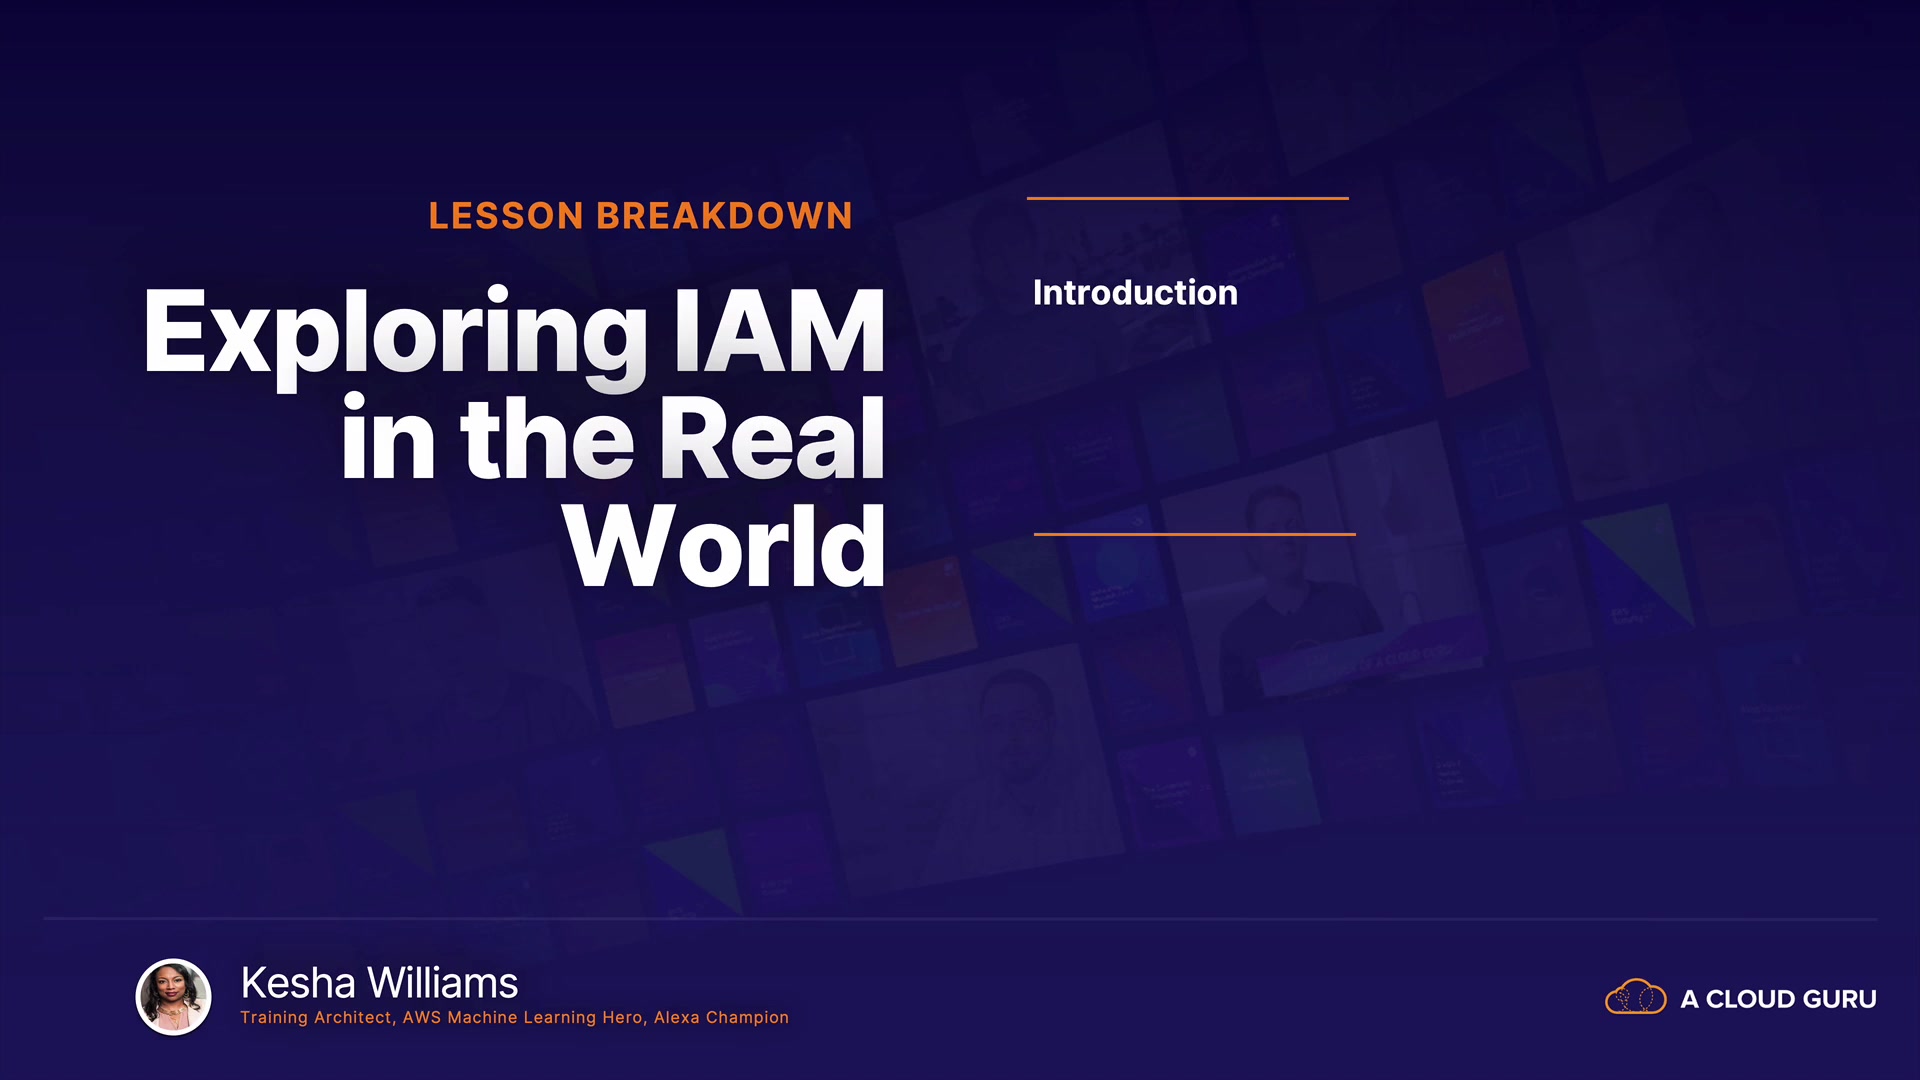 LESSON BREAKDOWN
Exploring IAM
in the Real
World
Introduction
Kesha Williams
Training Architect, AWS Machine Learning Hero, Alexa Champion
A CLOUD GURU